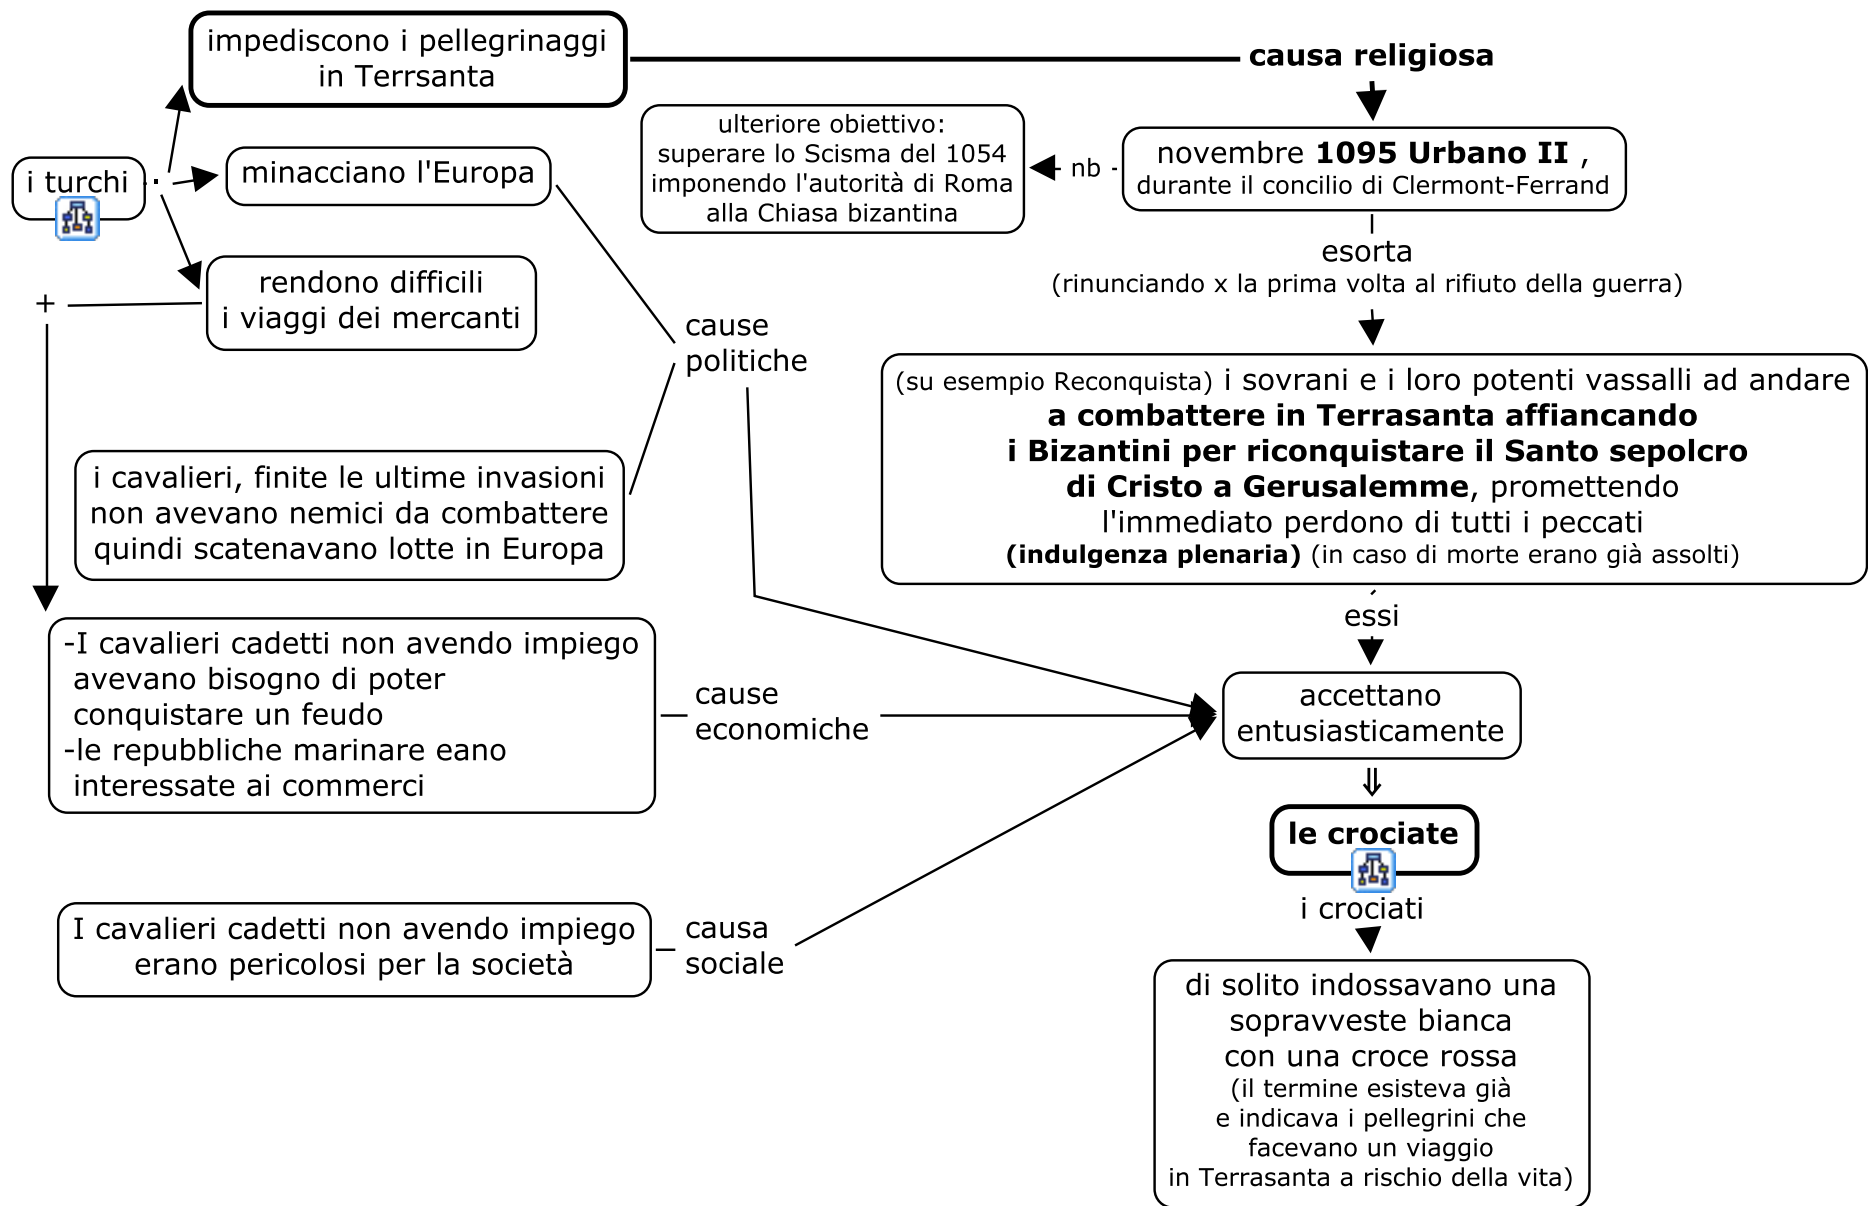 impediscono i pellegrinaggi
in Terrsanta
causa religiosa
i turchi
minacciano l'Europa
rendono difficili
i viaggi dei mercanti
+
ulteriore obiettivo:
superare lo Scisma del 1054
imponendo l'autorità di Roma
alla Chiasa bizantina
nb
novembre 1095 Urbano II ,
durante il concilio di Clermont-Ferrand
esorta
(rinunciando x la prima volta al rifiuto della guerra)
cause
politiche
(su esempio Reconquista) i sovrani e i loro potenti vassalli ad andare
a combattere in Terrasanta affiancando
i Bizantini per riconquistare il Santo sepolcro
di Cristo a Gerusalemme, promettendo
l'immediato perdono di tutti i peccati
(indulgenza plenaria) (in caso di morte erano già assolti)
i cavalieri, finite le ultime invasioni
non avevano nemici da combattere
quindi scatenavano lotte in Europa
essi
-I cavalieri cadetti non avendo impiego
avevano bisogno di poter
conquistare un feudo
-le repubbliche marinare eano
interessate ai commerci
cause
economiche
accettano
entusiasticamente
⇓
le crociate
i crociati
I cavalieri cadetti non avendo impiego
erano pericolosi per la società
causa
sociale
di solito indossavano una
sopravveste bianca
con una croce rossa
(il termine esisteva già
e indicava i pellegrini che
facevano un viaggio
in Terrasanta a rischio della vita)